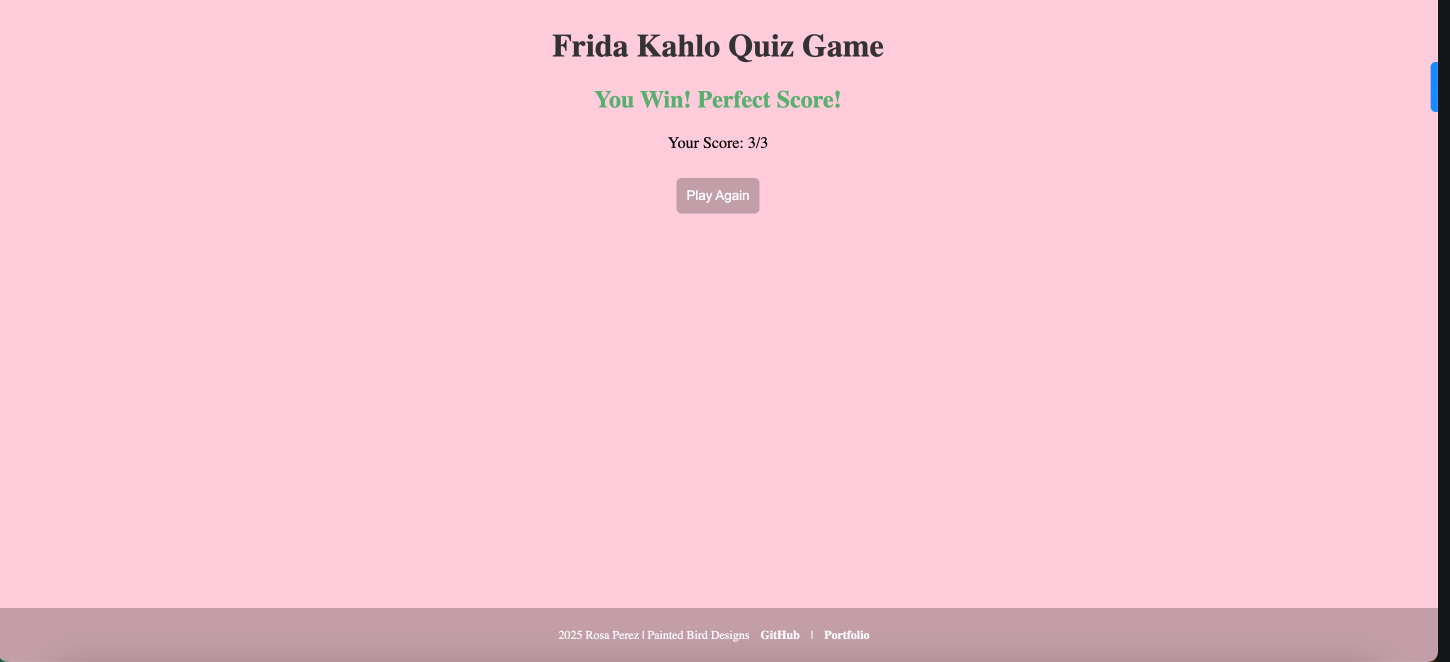 Frida Kahlo Quiz Game
You Win! Perfect Score!
Your Score: 3/3
Play Again
2025 Rosa Perez | Painted Bird Designs GitHub | Portfolio